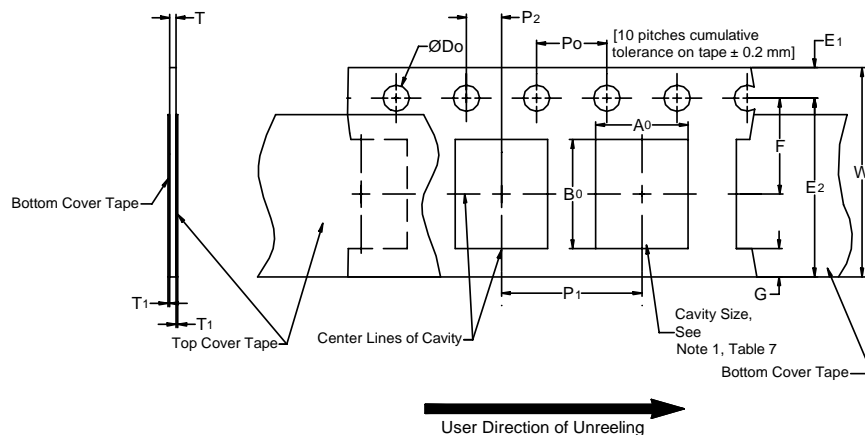 T
P2
ØDo
Po
[10 pitches cumulative
tolerance on tape ± 0.2 mm]
E1
A0
F
W
E2
B0
Bottom Cover Tape
P1
G
T1
T1
Top Cover Tape
Center Lines of Cavity
Cavity Size,
See
Note 1, Table 7
Bottom Cover Tape
User Direction of Unreeling